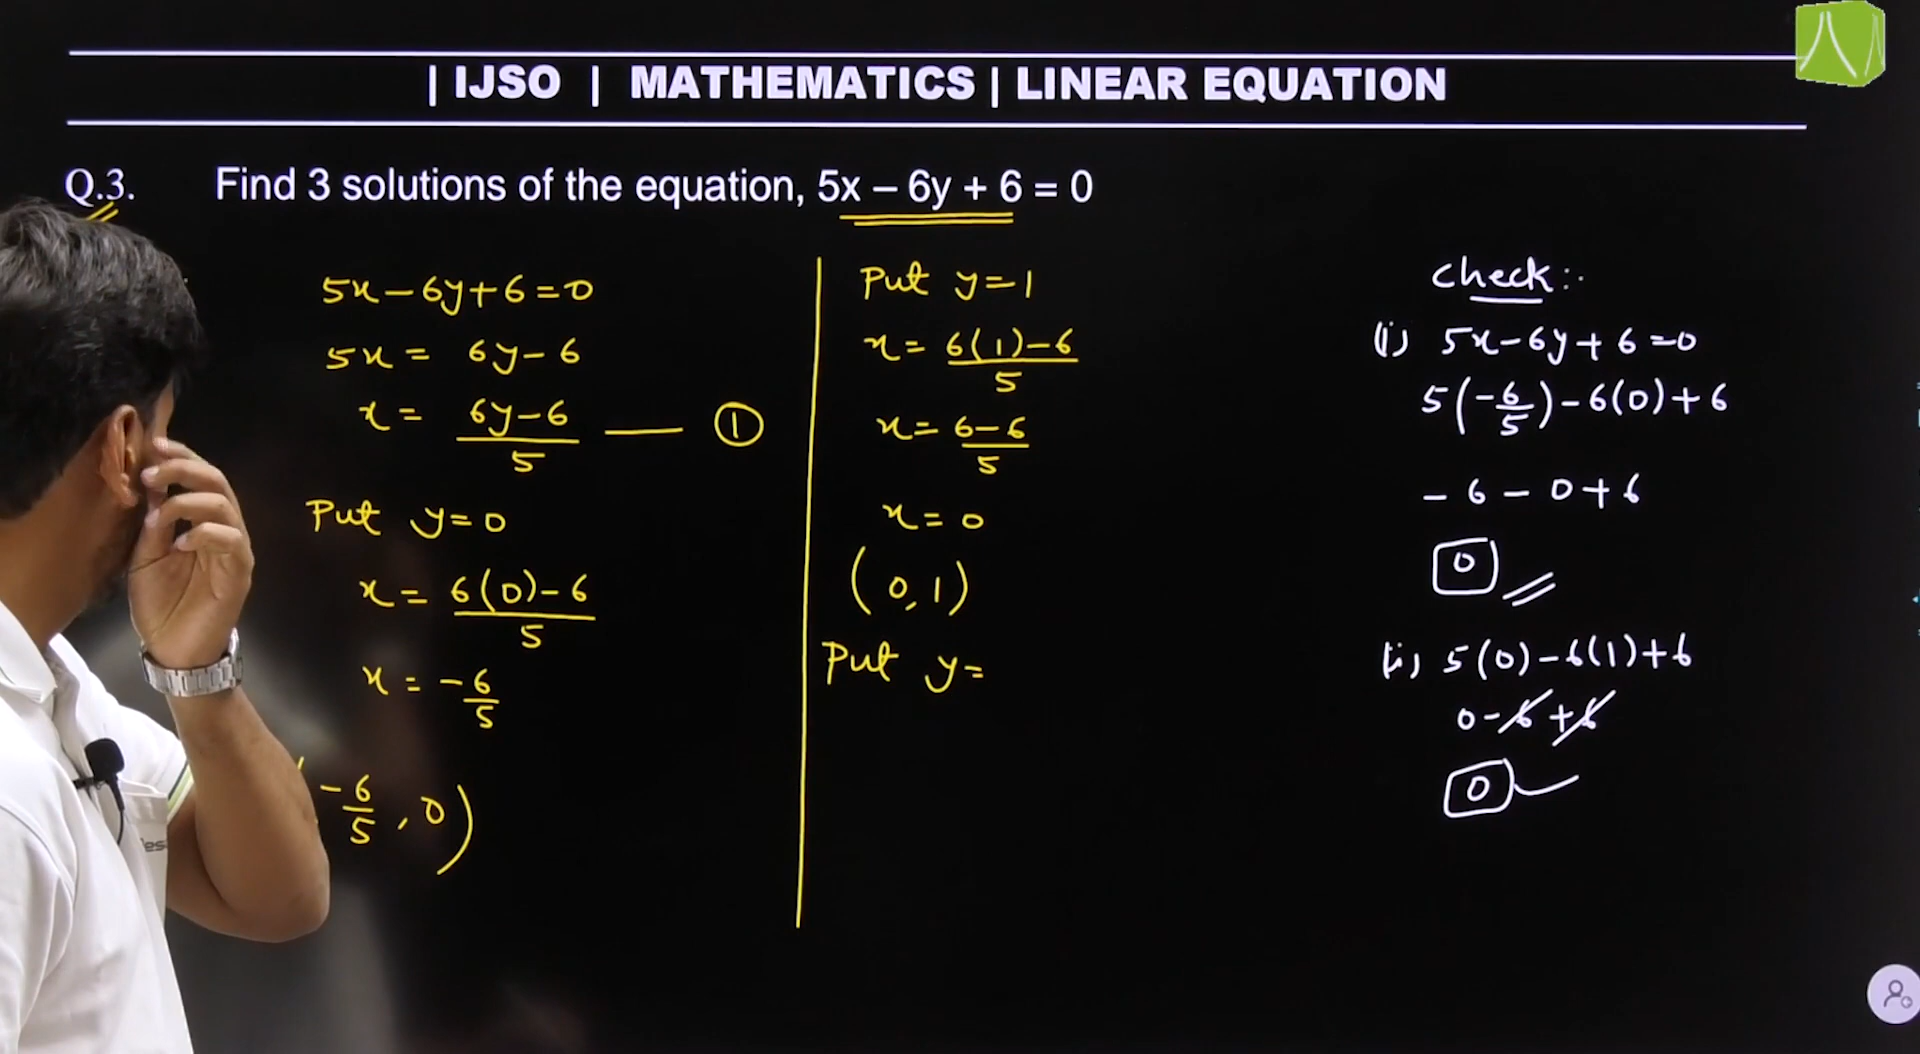 | IJSO | MATHEMATICS | LINEAR EQUATION
Q.3. Find 3 solutions of the equation, 5x – 6y + 6 = 0
5x - 6y + 6 = 0
5x = 6y - 6
x = 6y - 6 / 5 —— ①
Put y = 0
x = 6(0) - 6 / 5
x = -6/5
-6/5 , 0)
Put y = 1
x = 6(1) - 6 / 5
x = 6 - 6 / 5
x = 0
(0, 1)
Put y =
Check :-
(i) 5x - 6y + 6 = 0
5(-6/5) - 6(0) + 6
- 6 - 0 + 6
0
(ii) 5(0) - 6(1) + 6
0 - 6 + 6
0